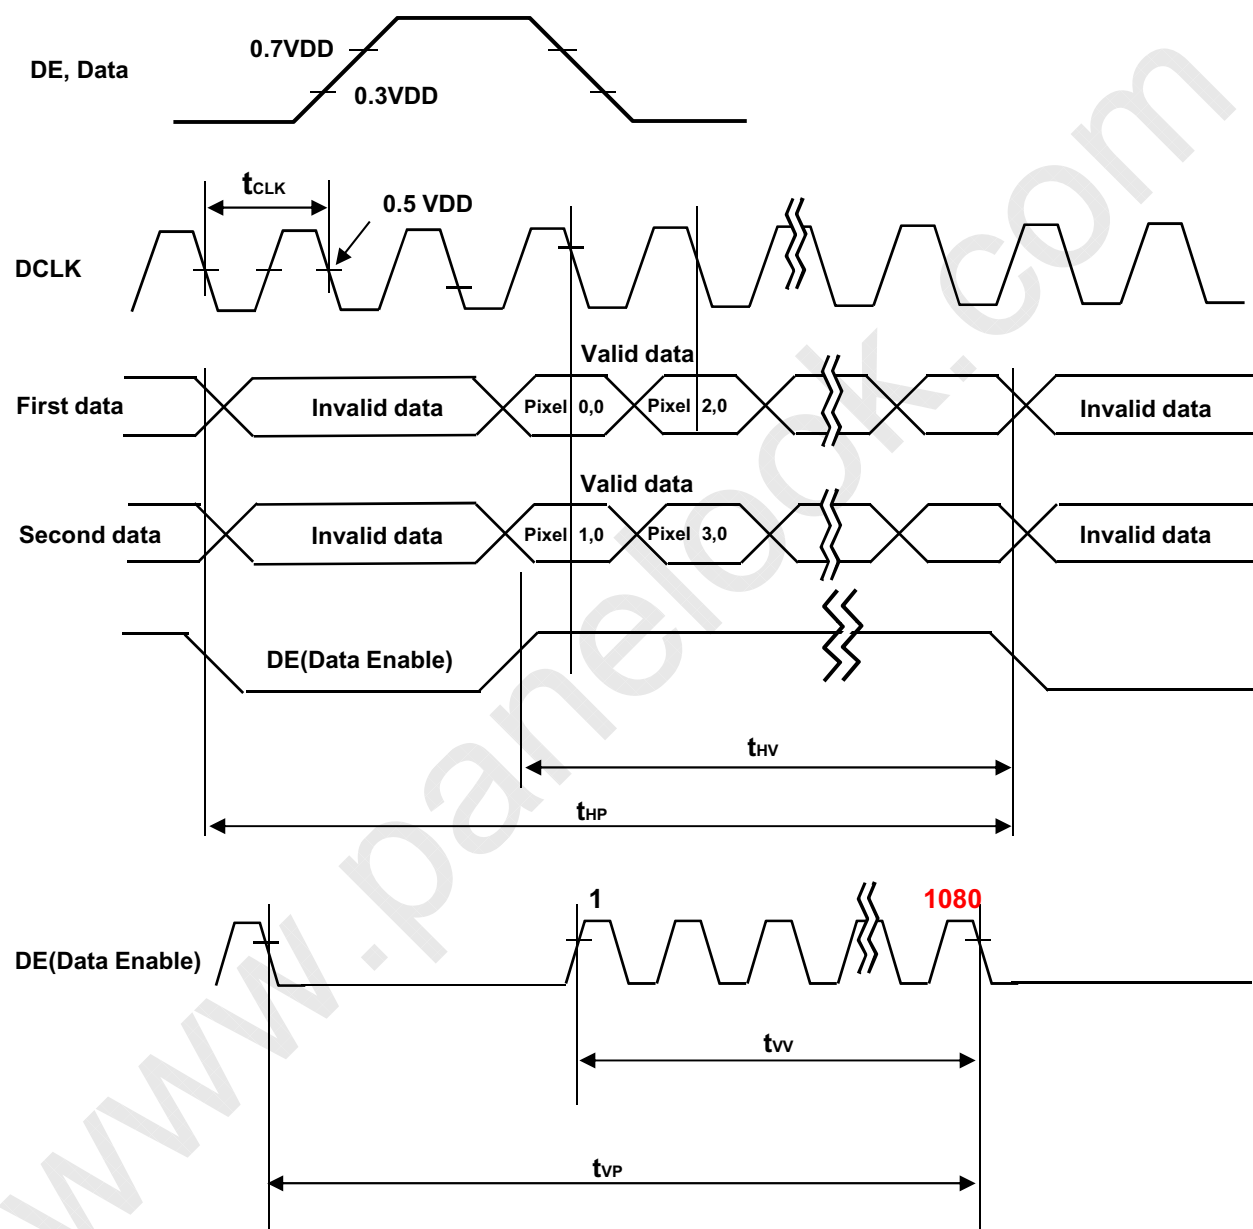 0.7VDD
DE, Data
0.3VDD
tCLK
0.5 VDD
DCLK
Valid data
First data
Invalid data
Pixel 0,0
Pixel 2,0
Invalid data
Valid data
Second data
Invalid data
Pixel 1,0
Pixel 3,0
Invalid data
DE(Data Enable)
tHV
tHP
1
1080
DE(Data Enable)
tVV
tVP
www.panelook.com